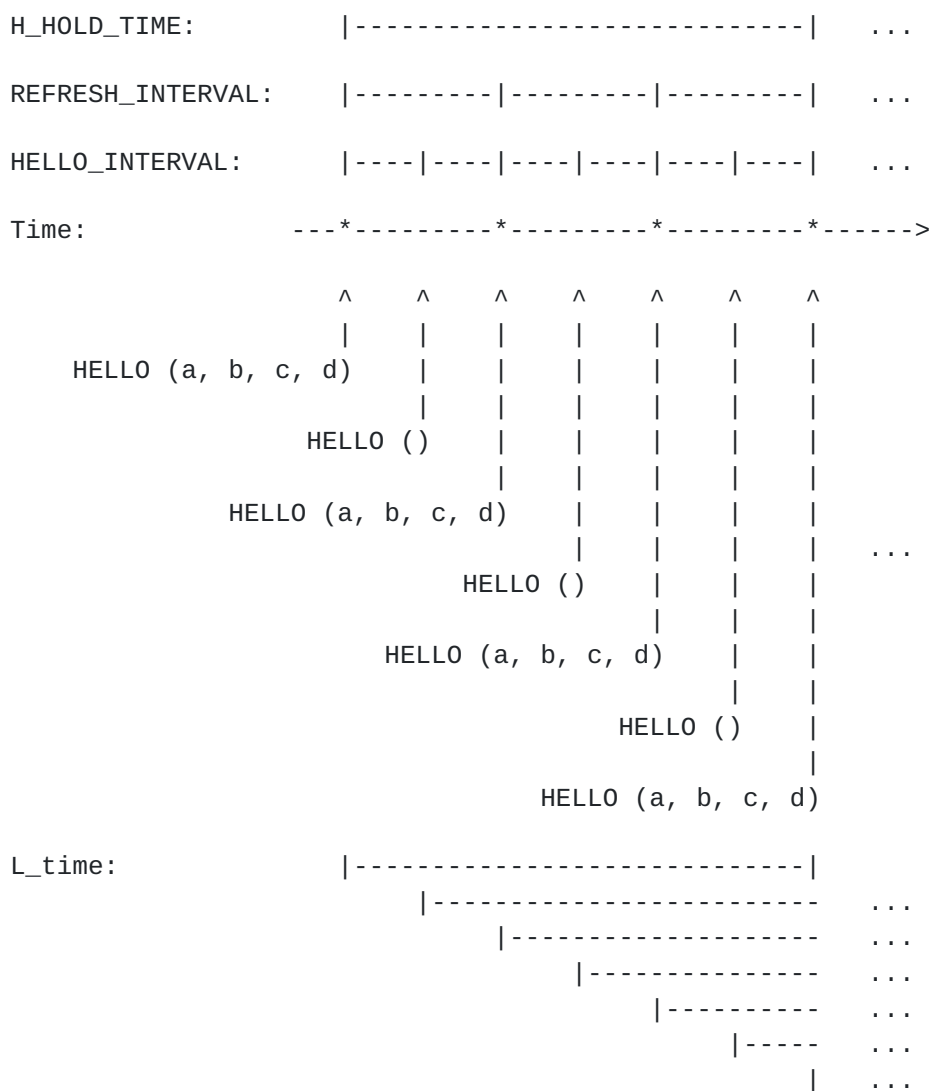 H_HOLD_TIME:         |-----------------------------|   ...
REFRESH_INTERVAL:    |---------|---------|---------|   ...
HELLO_INTERVAL:      |----|----|----|----|----|----|   ...
Time:             ---*---------*---------*---------*------>
                     ^    ^    ^    ^    ^    ^    ^
                     |    |    |    |    |    |    |
    HELLO (a, b, c, d)    |    |    |    |    |    |
                          |    |    |    |    |    |
                   HELLO ()    |    |    |    |    |
                               |    |    |    |    |
              HELLO (a, b, c, d)    |    |    |    |
                                    |    |    |    |   ...
                             HELLO ()    |    |    |
                                         |    |    |
                        HELLO (a, b, c, d)    |    |
                                              |    |
                                       HELLO ()    |
                                                   |
                                  HELLO (a, b, c, d)
L_time:              |-----------------------------|
                          |-------------------------   ...
                               |--------------------   ...
                                    |---------------   ...
                                         |----------   ...
                                              |-----   ...
                                                   |   ...